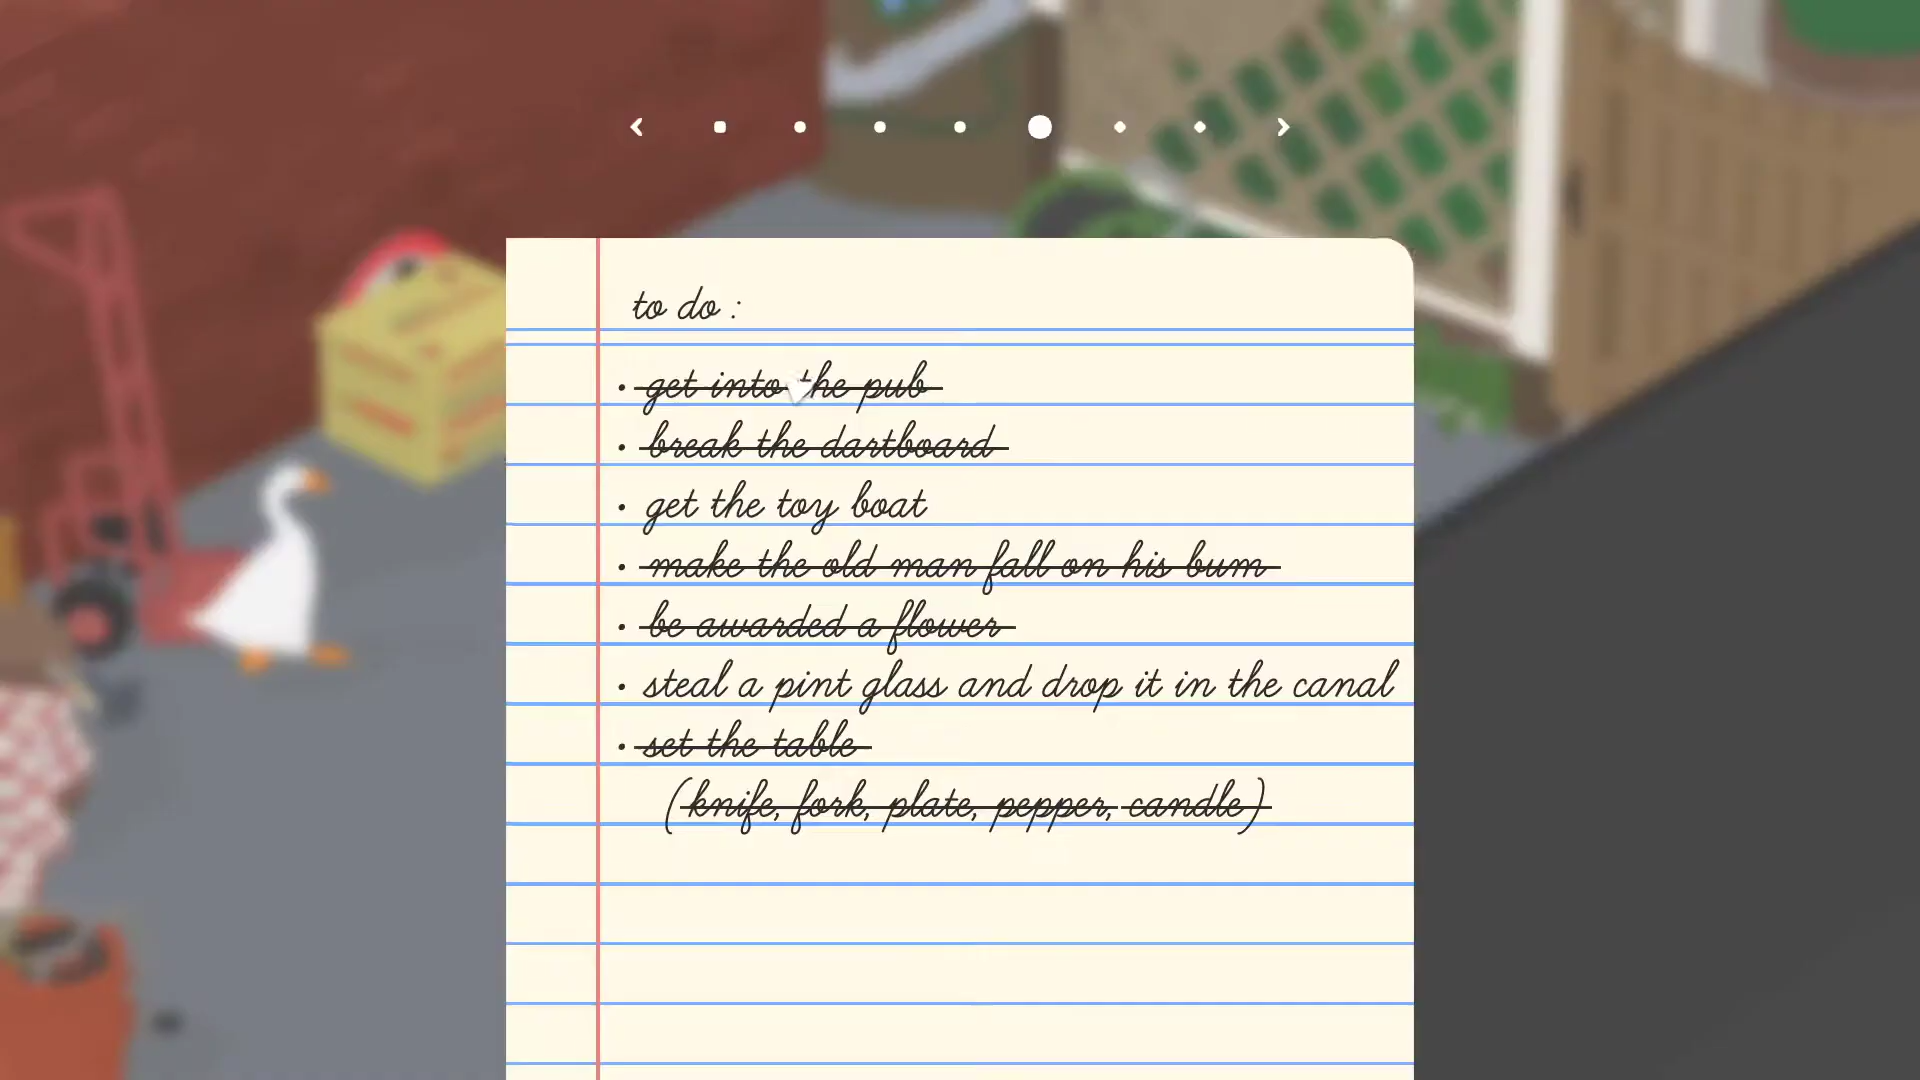 to do :
• get into the pub
• break the dartboard
• get the toy boat
• make the old man fall on his bum
• be awarded a flower
• steal a pint glass and drop it in the canal
• set the table
(knife, fork, plate, pepper, candle)